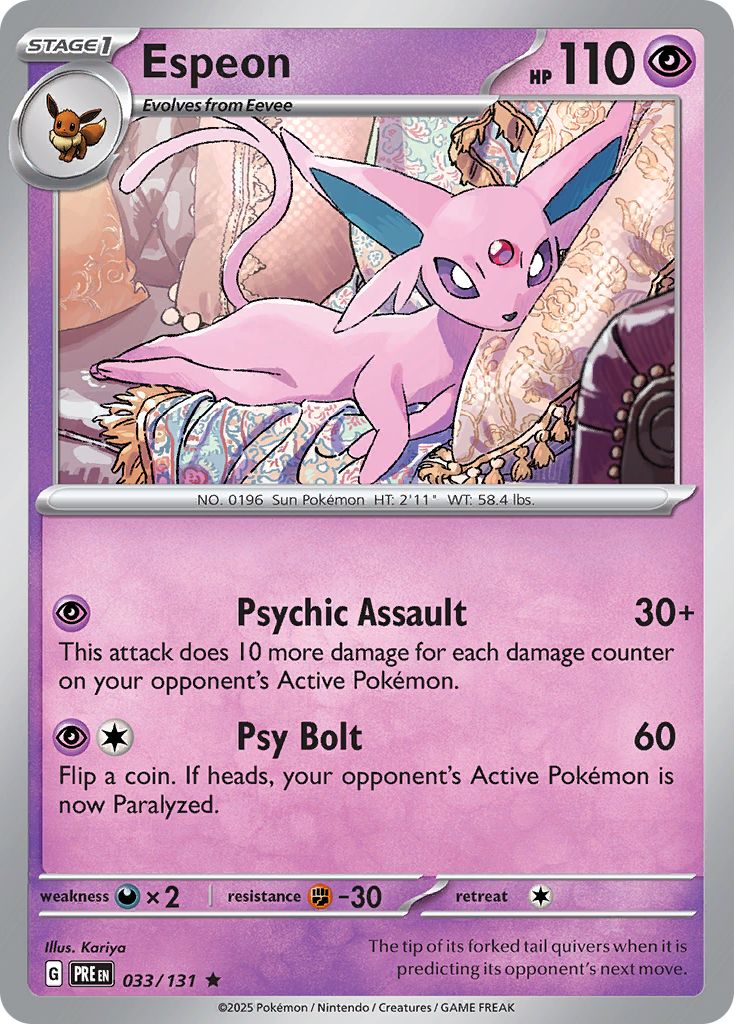 STAGE1
Espeon
HP 110
Evolves from Eevee
NO. 0196 Sun Pokémon HT: 2'11" WT: 58.4 lbs.
Psychic Assault 30+
This attack does 10 more damage for each damage counter
on your opponent's Active Pokémon.
Psy Bolt 60
Flip a coin. If heads, your opponent's Active Pokémon is
now Paralyzed.
weakness ×2 resistance -30 retreat
Illus. Kariya
The tip of its forked tail quivers when it is
predicting its opponent's next move.
G PRE EN 033/131 ★
©2025 Pokémon / Nintendo / Creatures / GAME FREAK